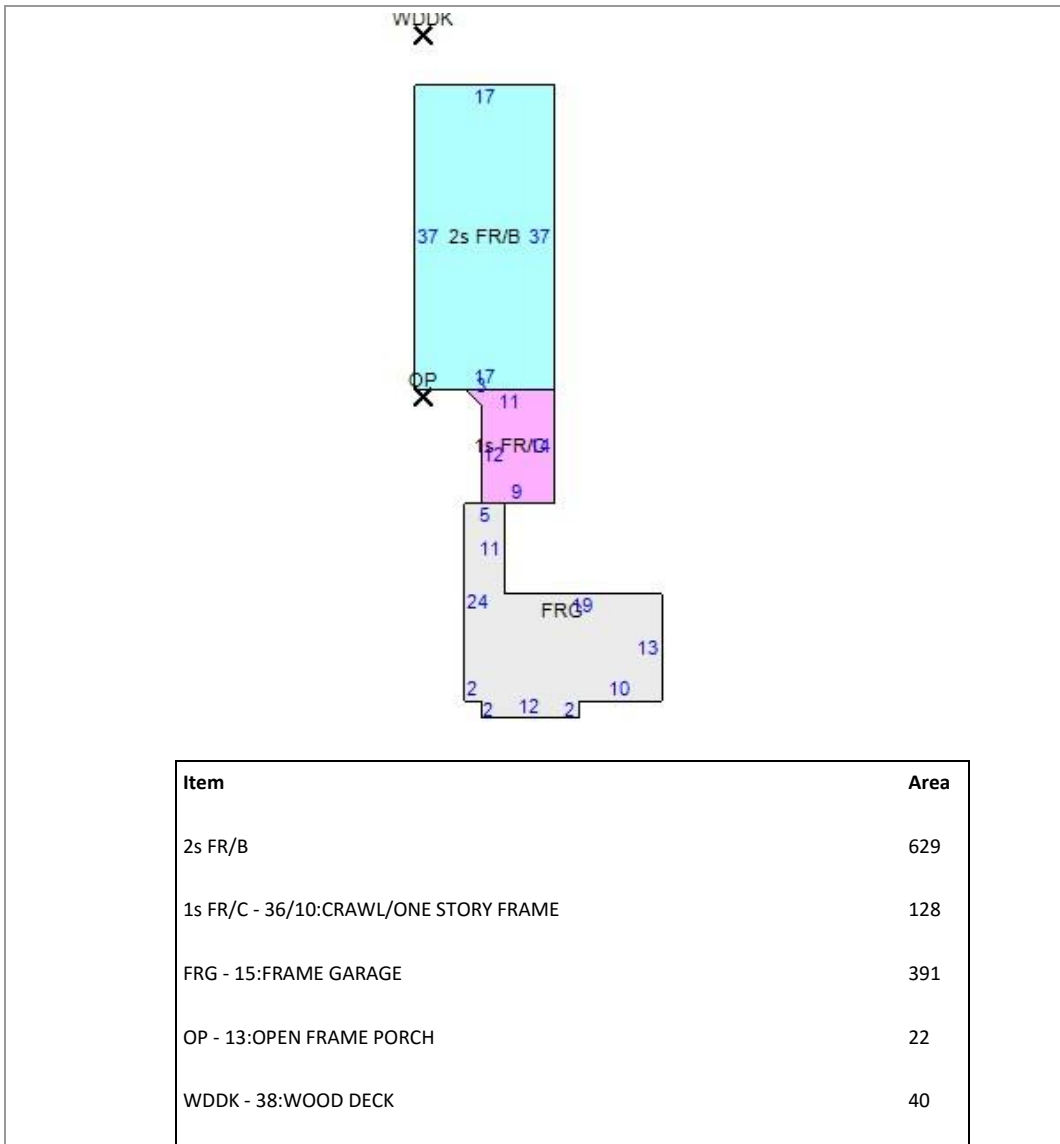 WDDK
17
37 2s FR/B 37
17
OP 3
11
1s FR/C 14
12
9
5
11
24
FRG 19
13
2 10
2 12 2
Item Area
2s FR/B 629
1s FR/C - 36/10:CRAWL/ONE STORY FRAME 128
FRG - 15:FRAME GARAGE 391
OP - 13:OPEN FRAME PORCH 22
WDDK - 38:WOOD DECK 40